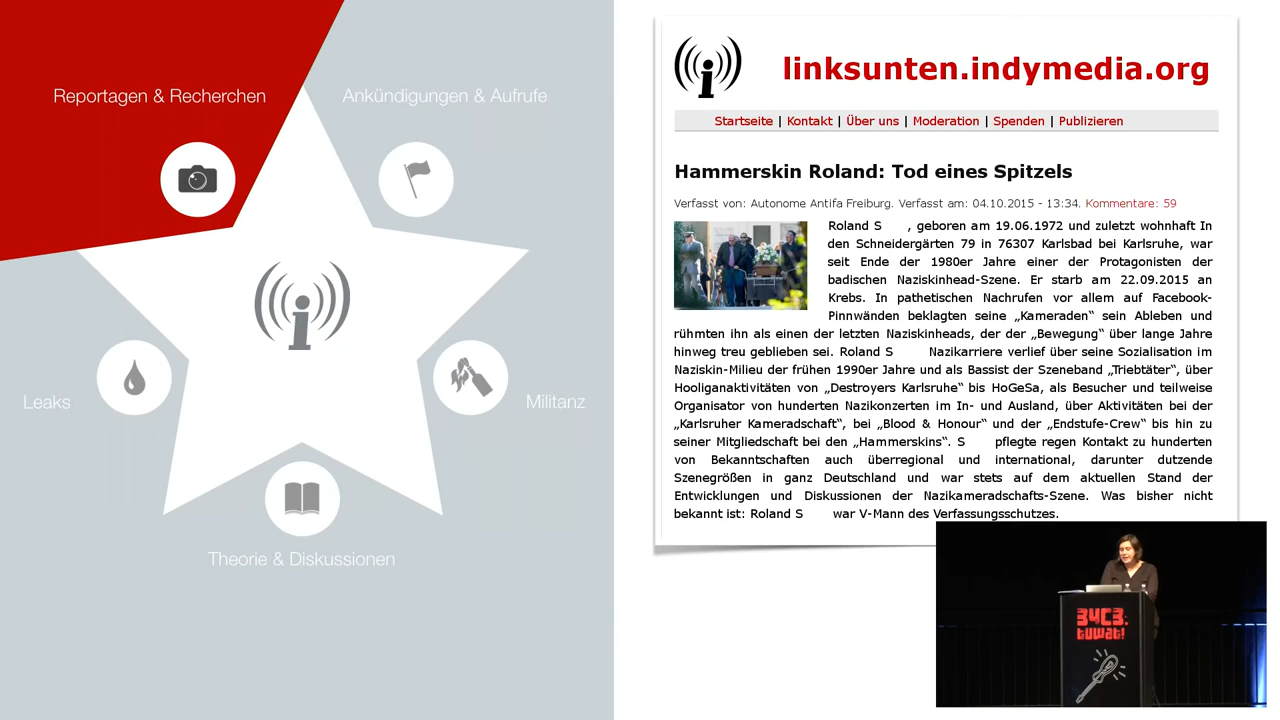 Reportagen & Recherchen
Ankündigungen & Aufrufe
Leaks
Militanz
Theorie & Diskussionen
linksunten.indymedia.org
Startseite | Kontakt | Über uns | Moderation | Spenden | Publizieren
Hammerskin Roland: Tod eines Spitzels
Verfasst von: Autonome Antifa Freiburg. Verfasst am: 04.10.2015 - 13:34. Kommentare: 59
Roland S , geboren am 19.06.1972 und zuletzt wohnhaft In
den Schneidergärten 79 in 76307 Karlsbad bei Karlsruhe, war
seit Ende der 1980er Jahre einer der Protagonisten der
badischen Naziskinhead-Szene. Er starb am 22.09.2015 an
Krebs. In pathetischen Nachrufen vor allem auf Facebook-
Pinnwänden beklagten seine „Kameraden“ sein Ableben und
rühmten ihn als einen der letzten Naziskinheads, der der „Bewegung“ über lange Jahre
hinweg treu geblieben sei. Roland S Nazikarriere verlief über seine Sozialisation im
Naziskin-Milieu der frühen 1990er Jahre und als Bassist der Szeneband „Triebtäter“, über
Hooliganaktivitäten von „Destroyers Karlsruhe“ bis HoGeSa, als Besucher und teilweise
Organisator von hunderten Nazikonzerten im In- und Ausland, über Aktivitäten bei der
„Karlsruher Kameradschaft“, bei „Blood & Honour“ und der „Endstufe-Crew“ bis hin zu
seiner Mitgliedschaft bei den „Hammerskins“. S pflegte regen Kontakt zu hunderten
von Bekanntschaften auch überregional und international, darunter dutzende
Szenegrößen in ganz Deutschland und war stets auf dem aktuellen Stand der
Entwicklungen und Diskussionen der Nazikameradschafts-Szene. Was bisher nicht
bekannt ist: Roland S war V-Mann des Verfassungsschutzes.
34C3.
tuwat!